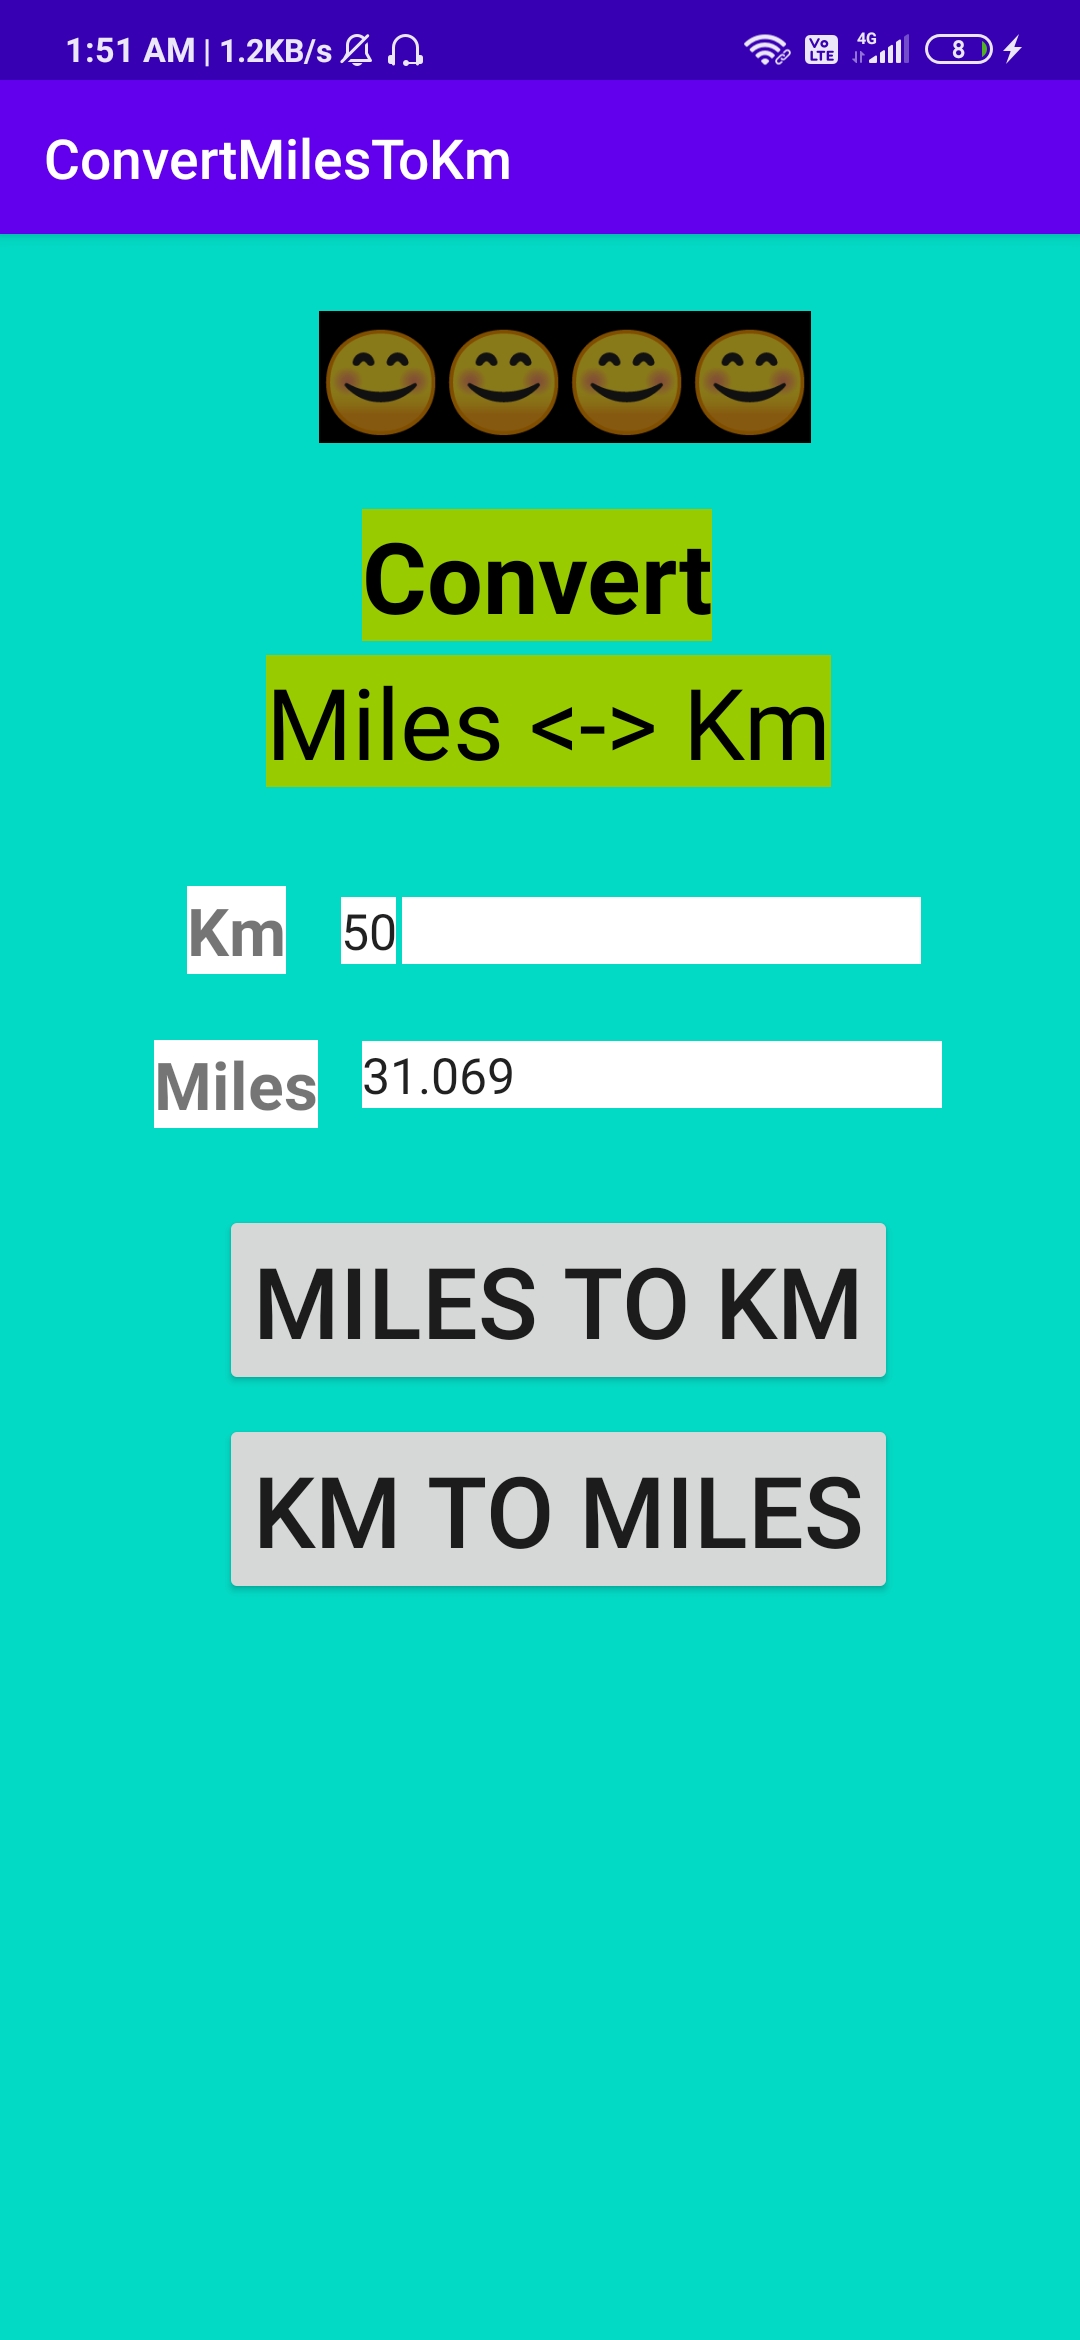 1:51 AM | 1.2KB/s Vo LTE 4G 8
ConvertMilesToKm
😊😊😊😊
Convert
Miles <-> Km
Km 50
Miles 31.069
MILES TO KM
KM TO MILES